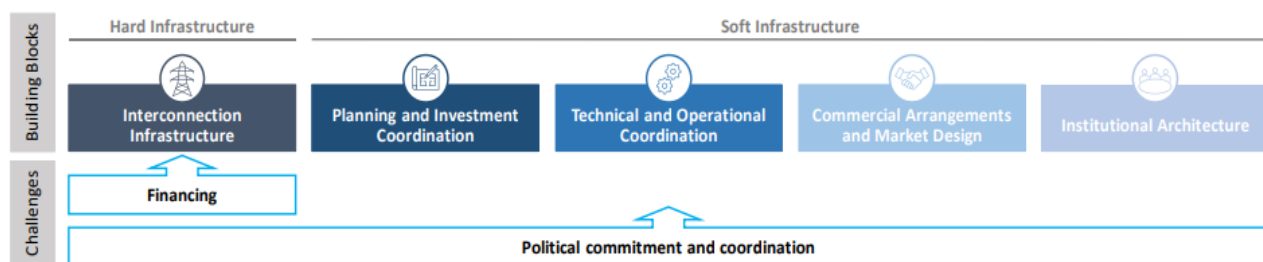 Building Blocks
Hard Infrastructure
Soft Infrastructure
Interconnection
Infrastructure
Planning and Investment
Coordination
Technical and Operational
Coordination
Commercial Arrangements
and Market Design
Institutional Architecture
Challenges
Financing
Political commitment and coordination